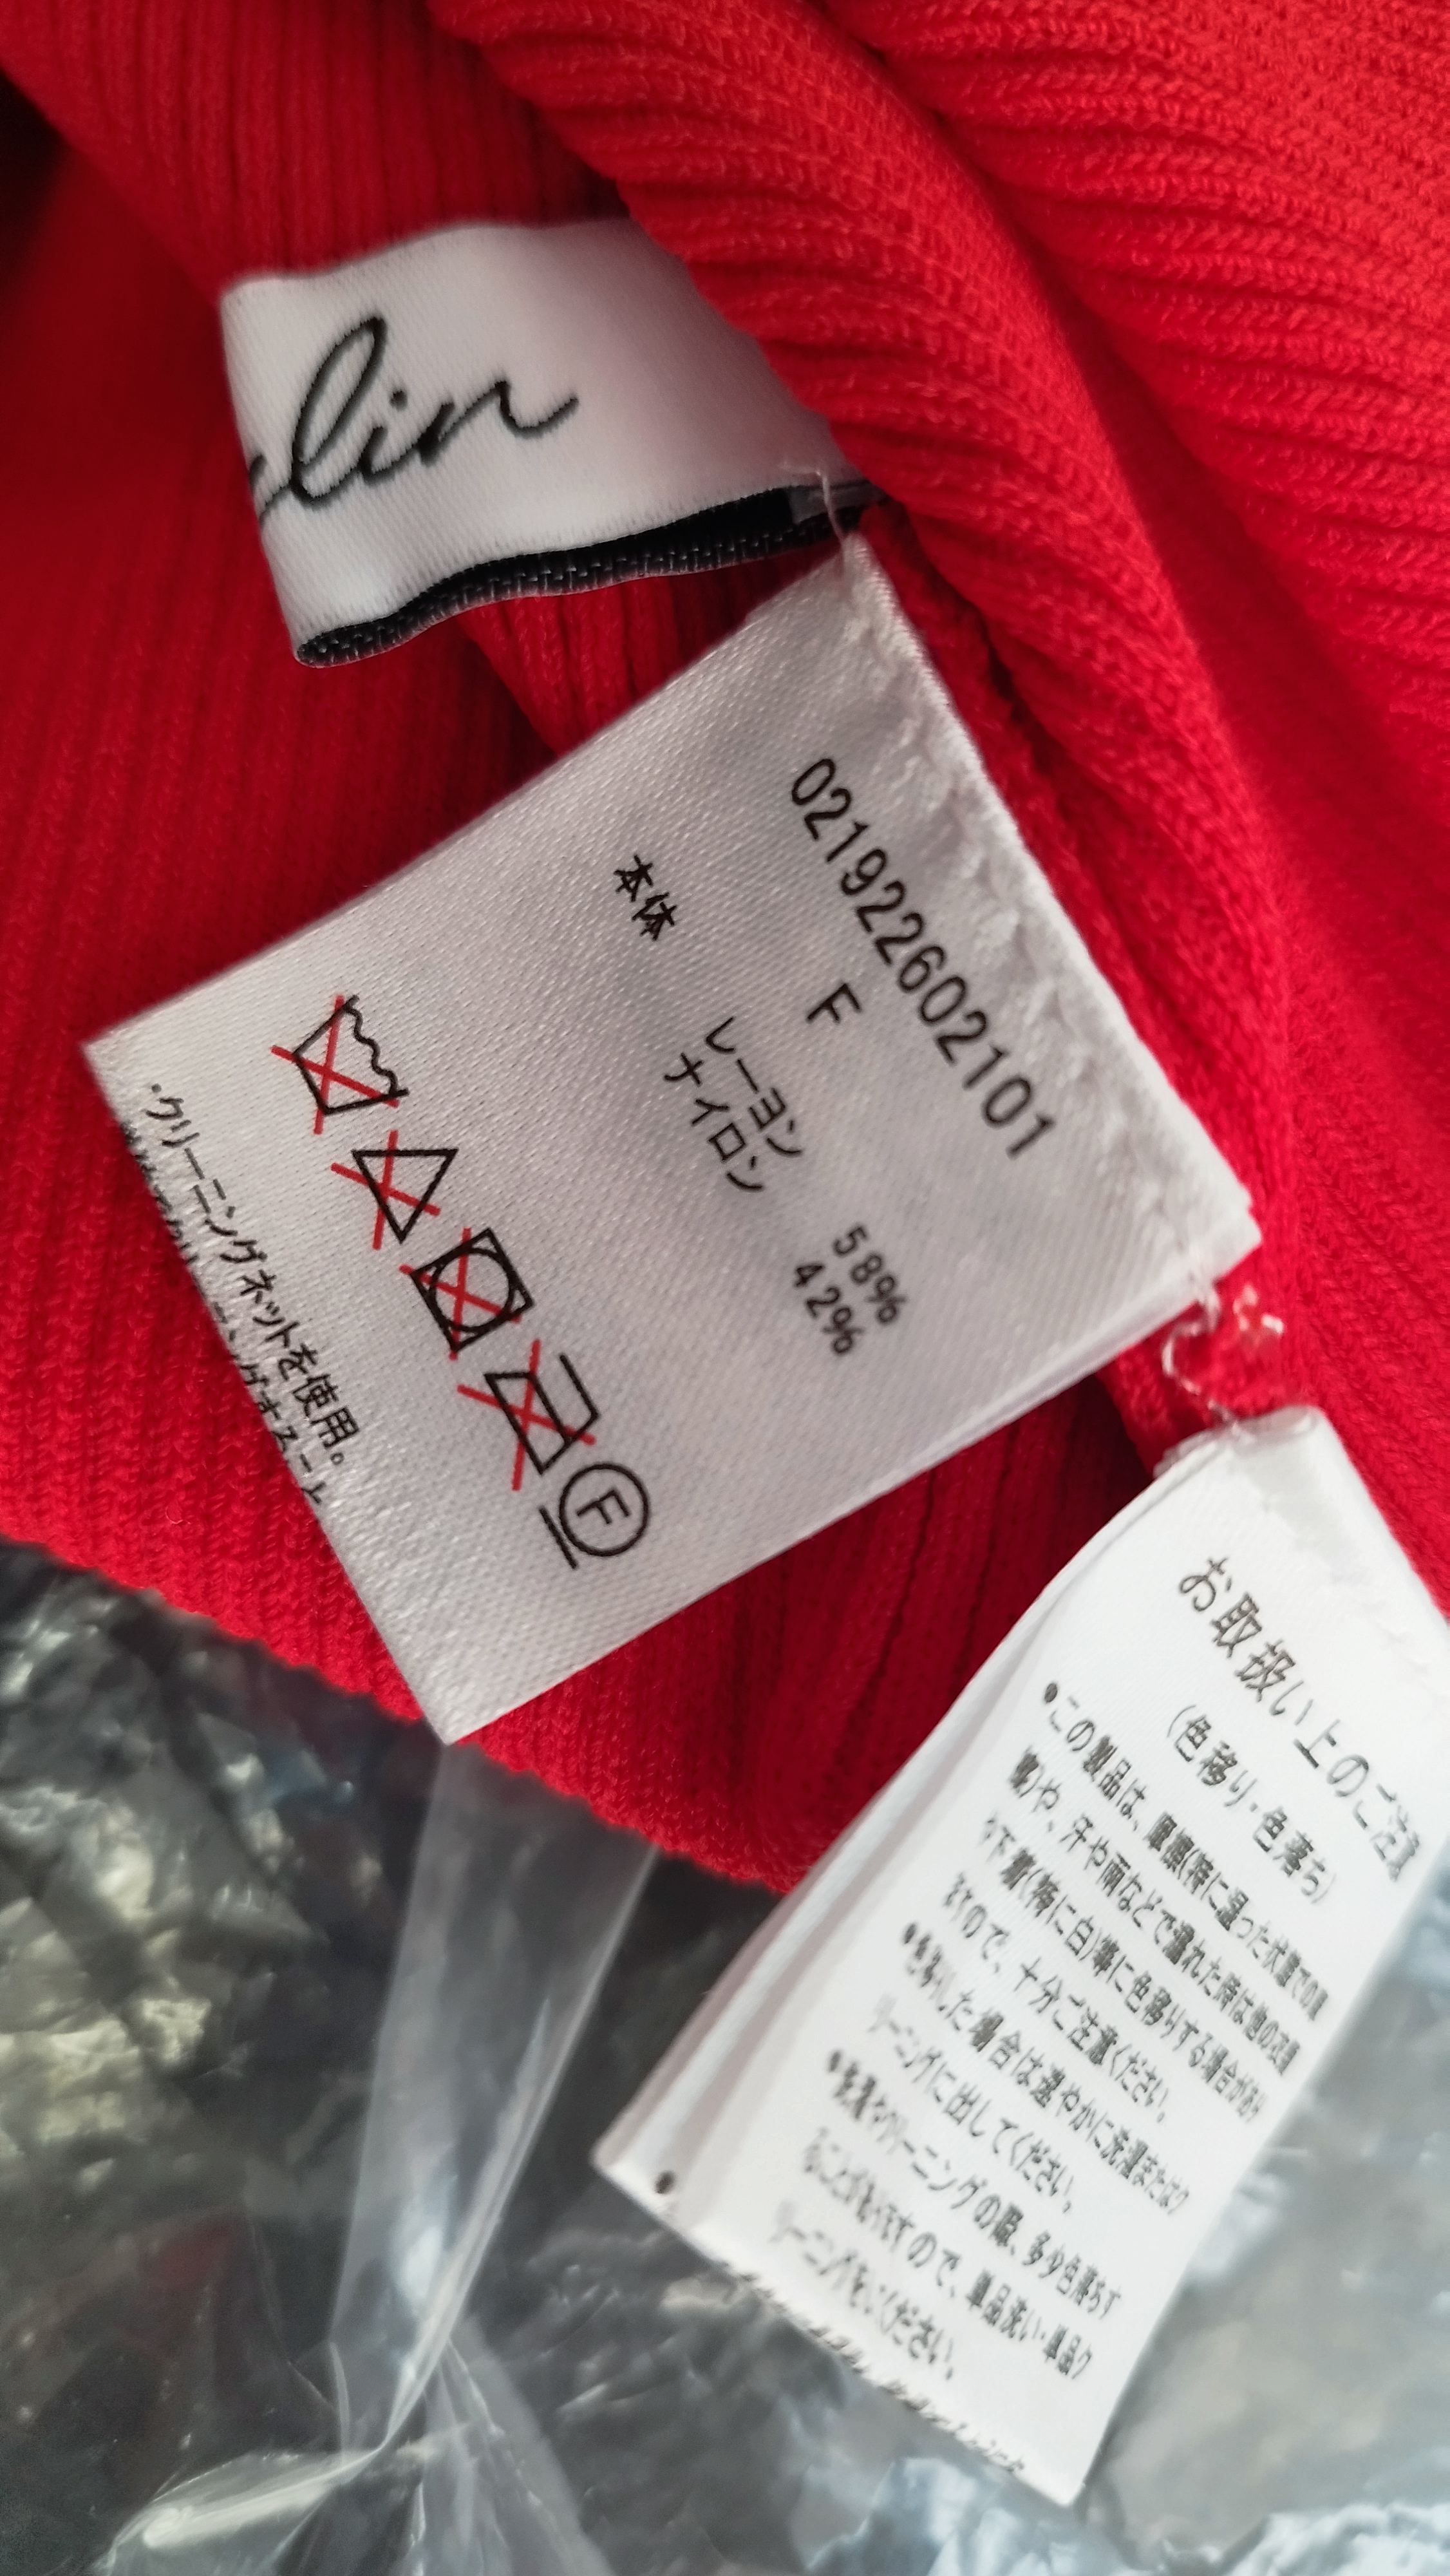 lin
021922602101
F
本体
レーヨン 58%
ナイロン 42%
F
・クリーニングネットを使用。
お取扱い上のご注意
(色移り・色落ち)
●この製品は、摩擦(特に湿った状態での摩
擦)や、汗や雨などで濡れた時は他の衣類
や下着(特に白)等に色移りする場合があり
ますので、十分ご注意ください。
●色移りした場合は速やかに洗濯またはク
リーニングに出してください。
●洗濯やクリーニングの際、多少色落ちす
ることがありますので、単品洗い・単品ク
リーニングをしてください。